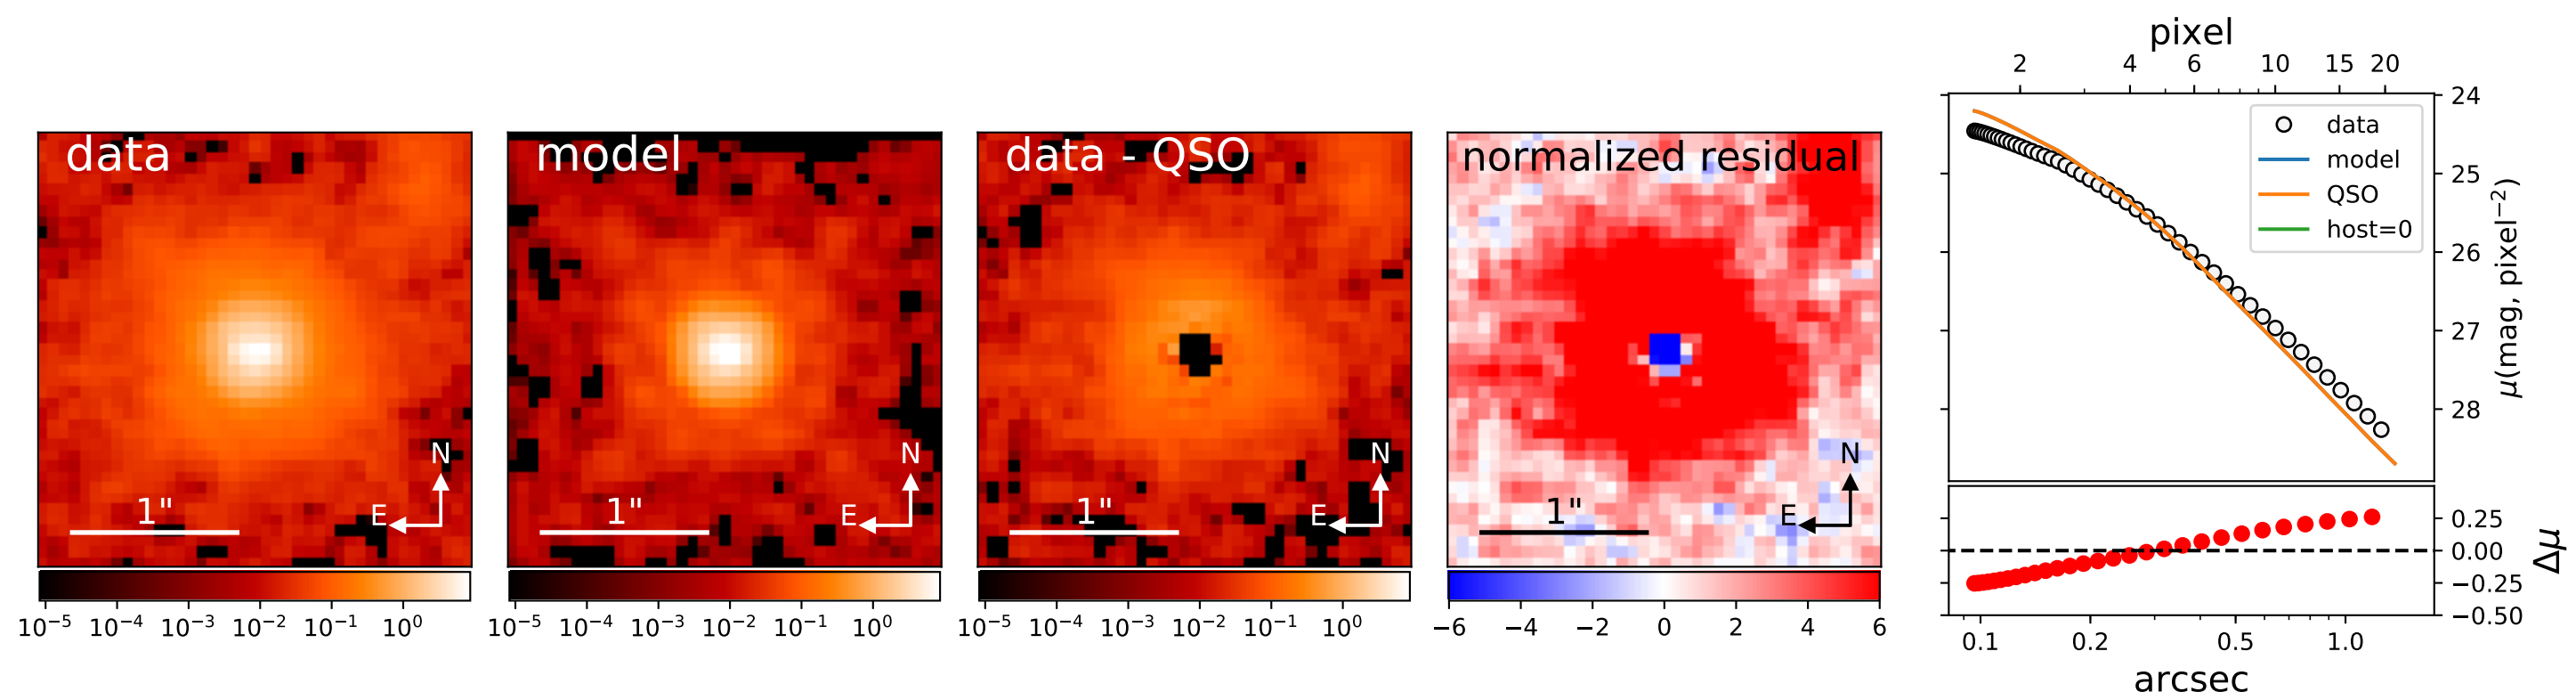 data
N
E
1"
10⁻⁵ 10⁻⁴ 10⁻³ 10⁻² 10⁻¹ 10⁰
model
N
E
1"
10⁻⁵ 10⁻⁴ 10⁻³ 10⁻² 10⁻¹ 10⁰
data - QSO
N
E
1"
10⁻⁵ 10⁻⁴ 10⁻³ 10⁻² 10⁻¹ 10⁰
normalized residual
N
E
1"
−6 −4 −2 0 2 4 6
pixel
2 4 6 10 15 20
data
model
QSO
host=0
24
25
26
27
28
μ(mag, pixel⁻²)
0.25
0.00
−0.25
−0.50
Δμ
0.1 0.2 0.5 1.0
arcsec